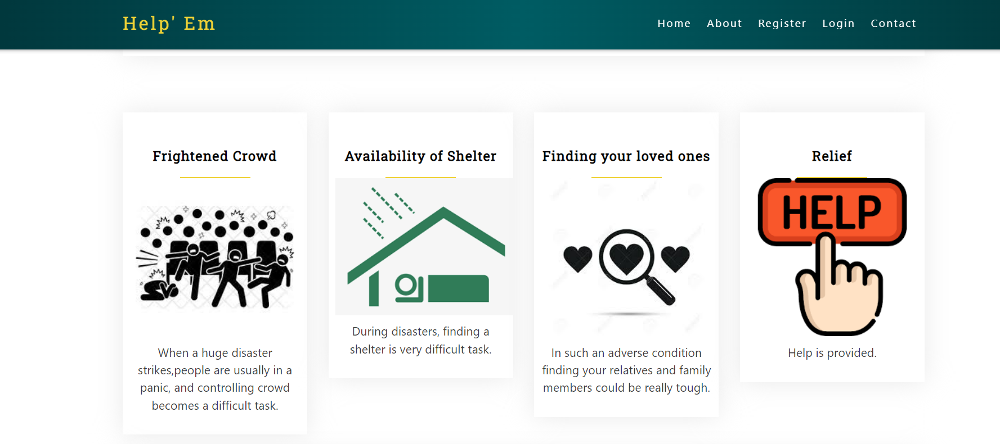 Help' Em
Home About Register Login Contact
Frightened Crowd
When a huge disaster
strikes,people are usually in a
panic, and controlling crowd
becomes a difficult task.
Availability of Shelter
During disasters, finding a
shelter is very difficult task.
Finding your loved ones
In such an adverse condition
finding your relatives and family
members could be really tough.
Relief
HELP
Help is provided.